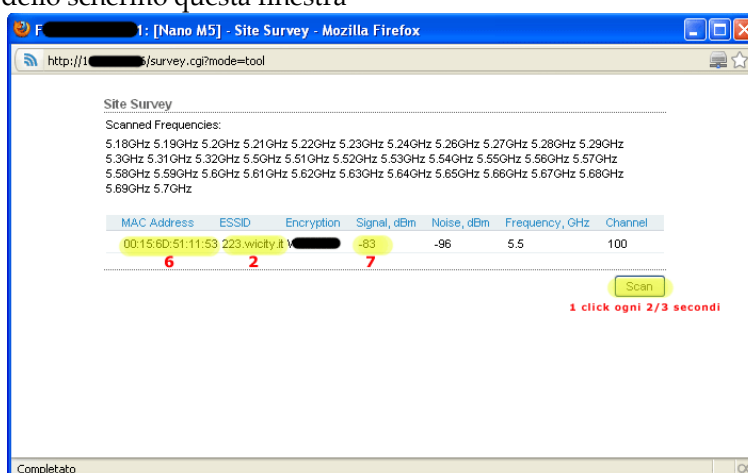 dello schermo questa finestra
F 1: [Nano M5] - Site Survey - Mozilla Firefox
http://1 6/survey.cgi?mode=tool
Site Survey
Scanned Frequencies:
5.18GHz 5.19GHz 5.2GHz 5.21GHz 5.22GHz 5.23GHz 5.24GHz 5.26GHz 5.27GHz 5.28GHz 5.29GHz
5.3GHz 5.31GHz 5.32GHz 5.5GHz 5.51GHz 5.52GHz 5.53GHz 5.54GHz 5.55GHz 5.56GHz 5.57GHz
5.58GHz 5.59GHz 5.6GHz 5.61GHz 5.62GHz 5.63GHz 5.64GHz 5.65GHz 5.66GHz 5.67GHz 5.68GHz
5.69GHz 5.7GHz
MAC Address ESSID Encryption Signal, dBm Noise, dBm Frequency, GHz Channel
00:15:6D:51:11:53 223.wicity.it -83 -96 5.5 100
6 2 7
Scan
1 click ogni 2/3 secondi
Completato